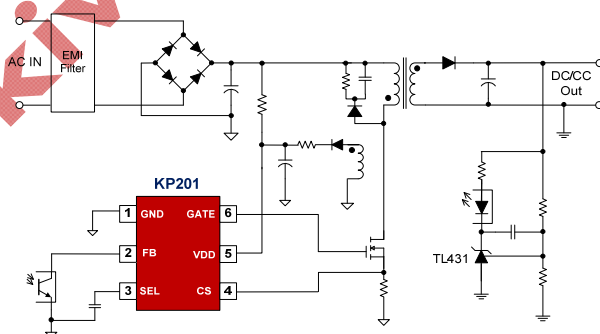 AC IN
EMI
Filter
DC/CC
Out
KP201
1 GND
GATE 6
2 FB
VDD 5
3 SEL
CS 4
TL431